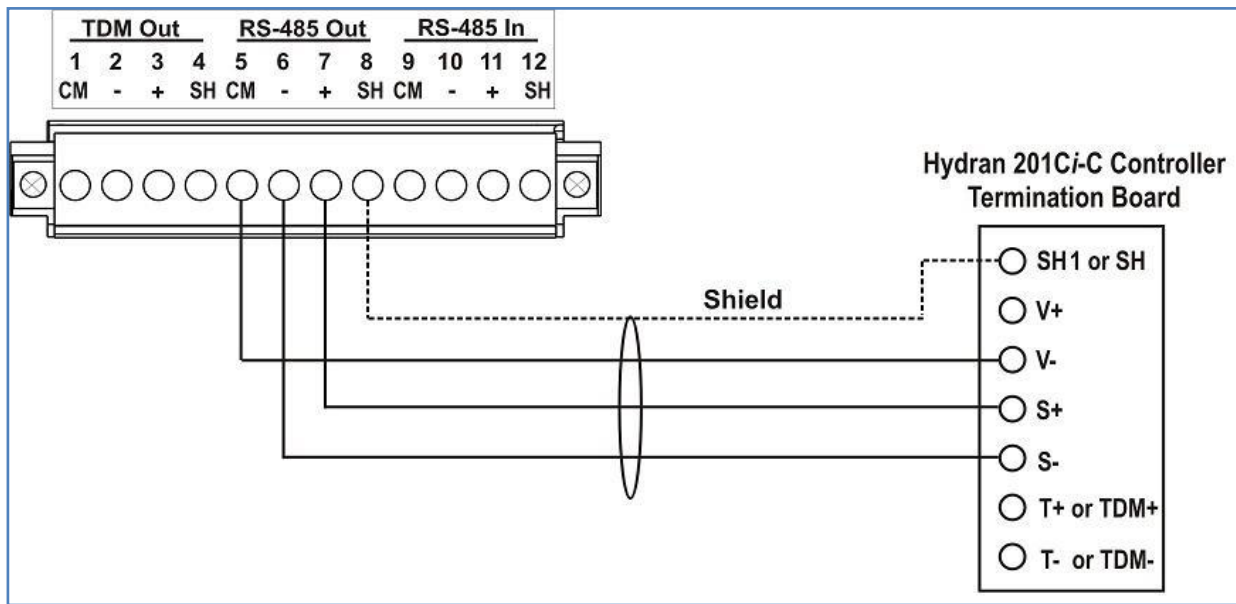 TDM Out RS-485 Out RS-485 In
1 2 3 4 5 6 7 8 9 10 11 12
CM - + SH CM - + SH CM - + SH
Hydran 201Ci-C Controller
Termination Board
SH1 or SH
V+
Shield
V-
S+
S-
T+ or TDM+
T- or TDM-